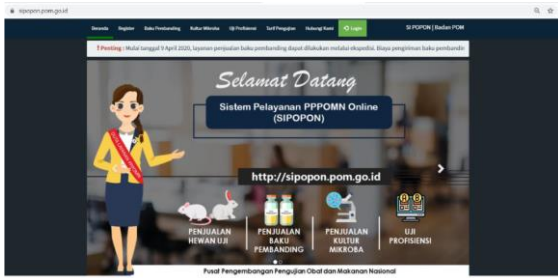 sipopon.pom.go.id
Beranda Register Baku Pembanding Kultur Mikroba Uji Profisiensi Tarif Pengujian Hubungi Kami Login SI POPON | Badan POM
! Penting : Mulai tanggal 9 April 2020, layanan penjualan baku pembanding dapat dilakukan melalui ekspedisi. Biaya pengiriman baku pembandin
Selamat Datang
Sistem Pelayanan PPPOMN Online
(SIPOPON)
http://sipopon.pom.go.id
PENJUALAN
HEWAN UJI
PENJUALAN
BAKU
PEMBANDING
PENJUALAN
KULTUR
MIKROBA
UJI
PROFISIENSI
Pusat Pengembangan Pengujian Obat dan Makanan Nasional